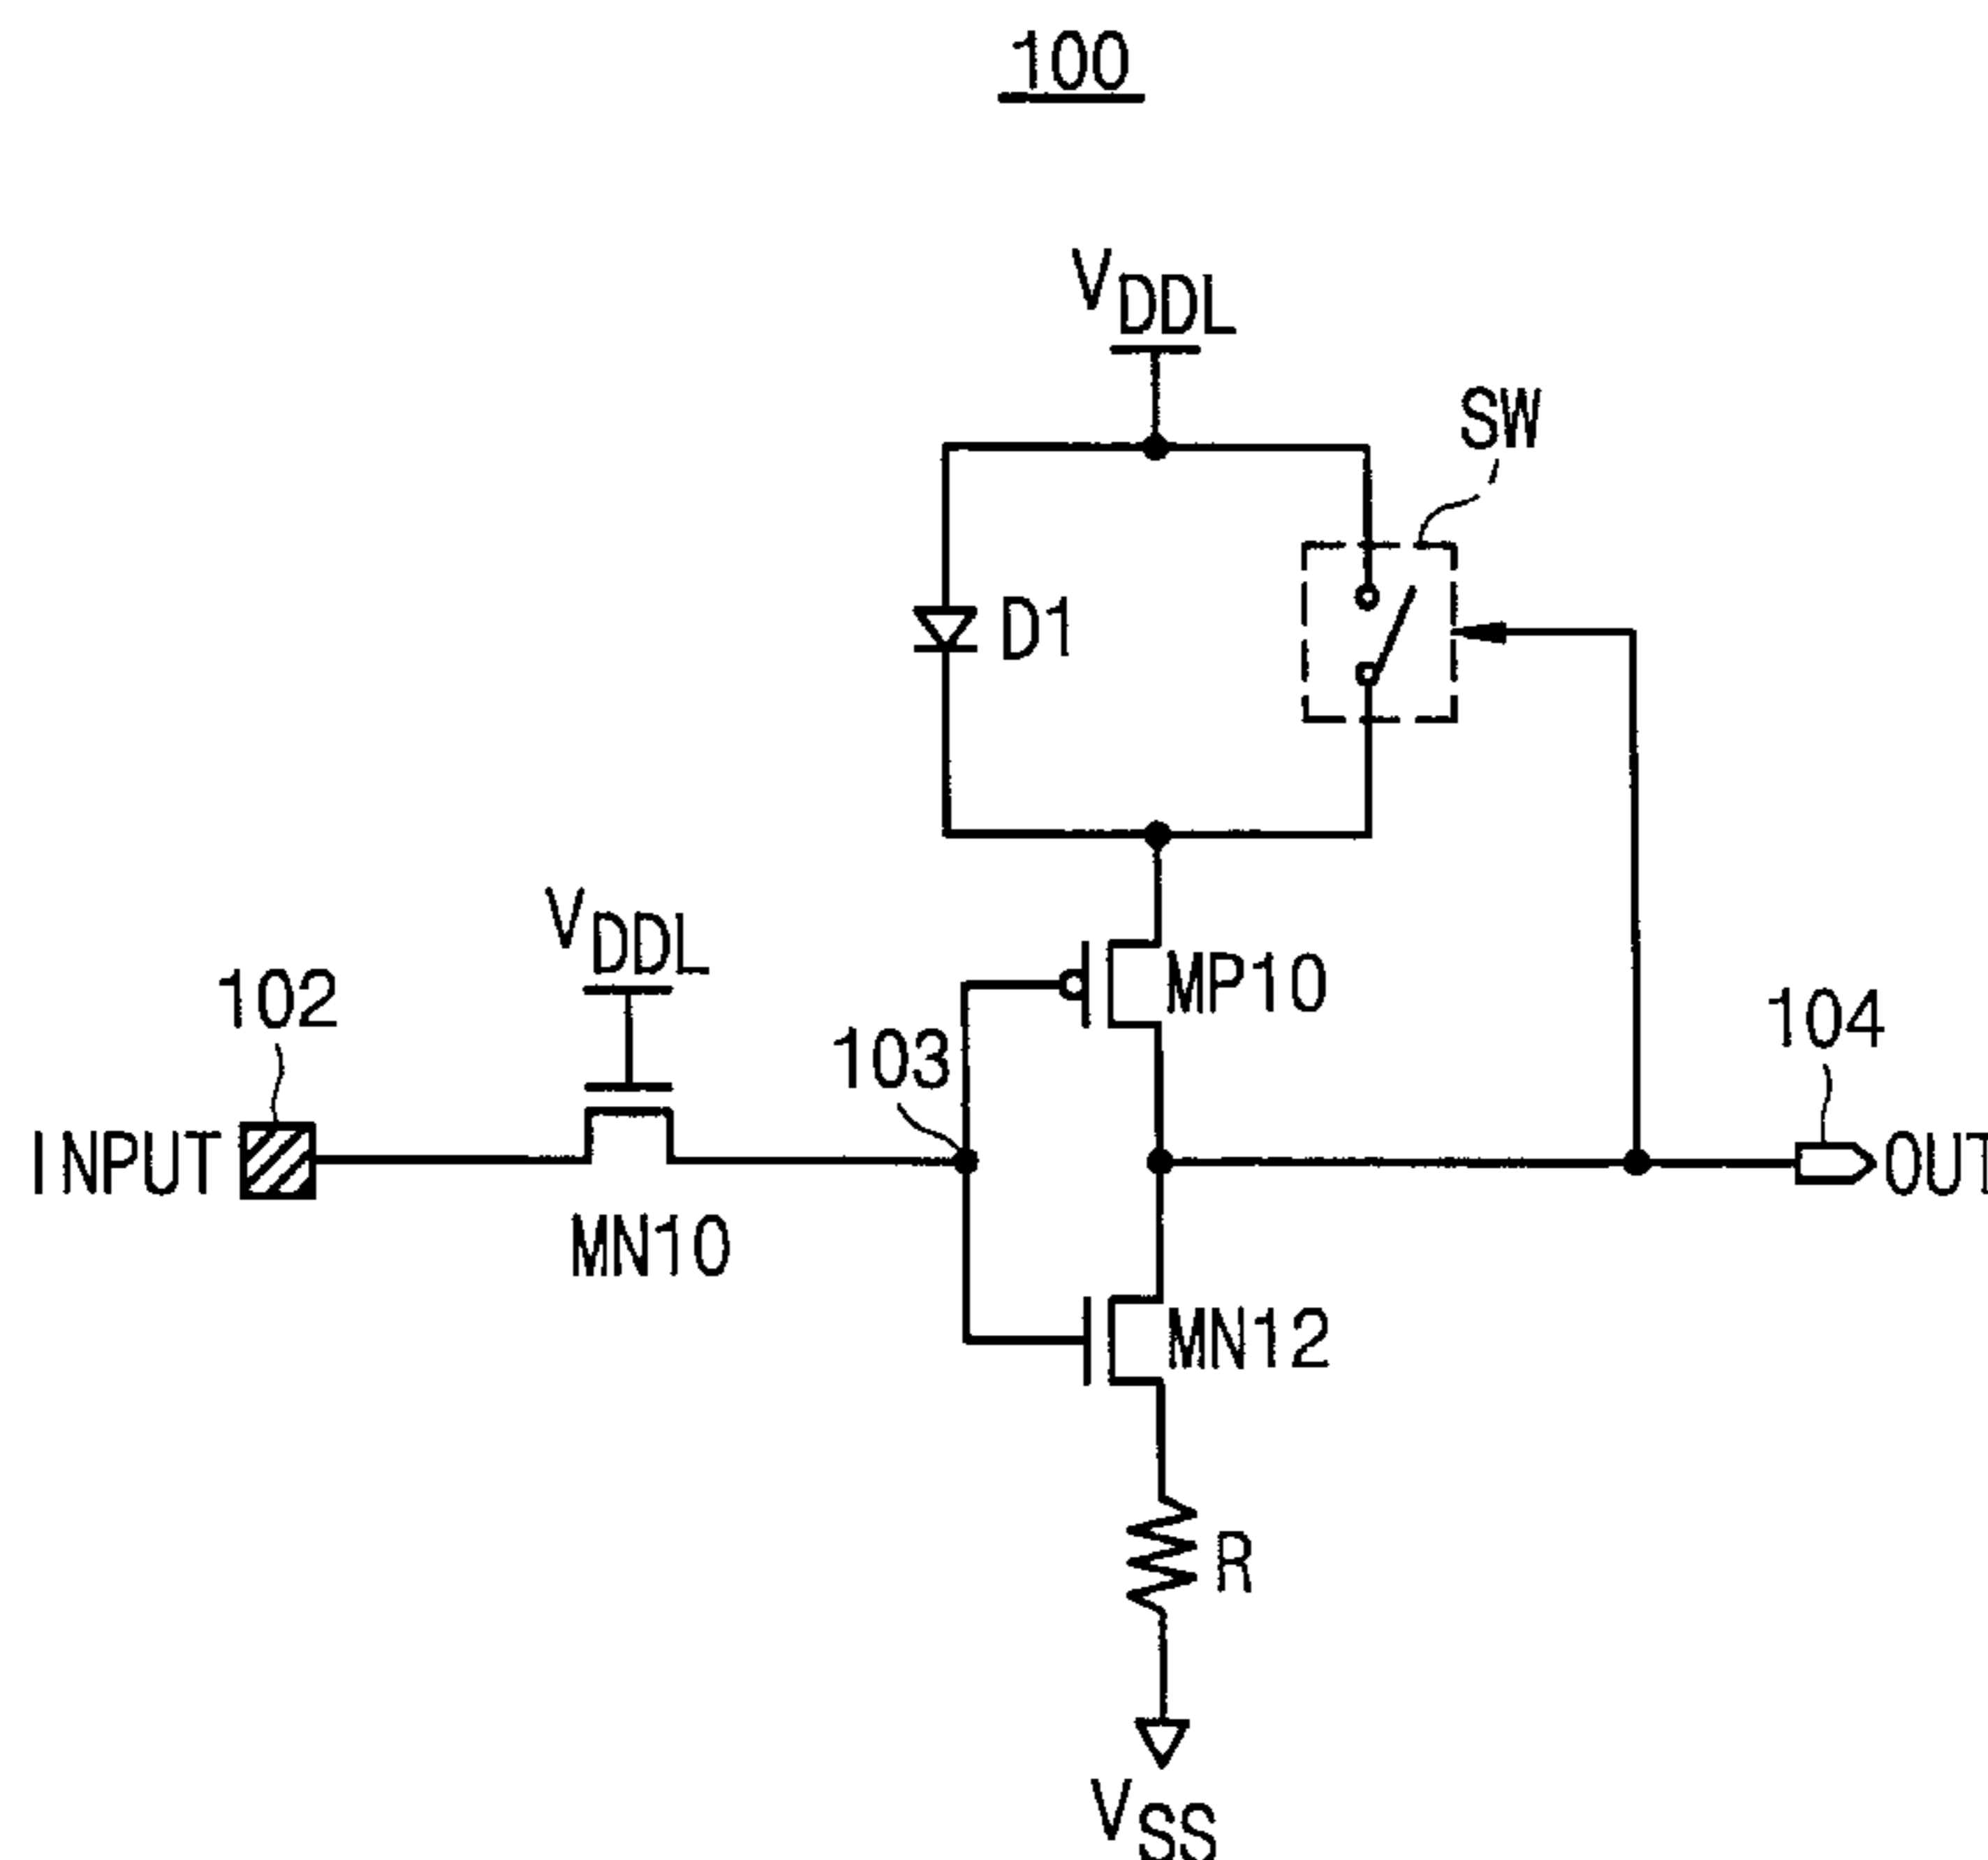 100
VDDL
SW
D1
VDDL
MP10
102
103
104
INPUT
OUT
MN10
MN12
R
VSS